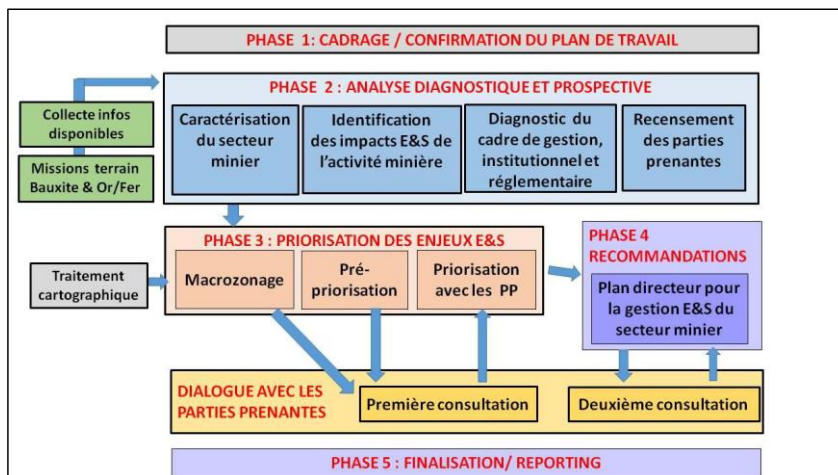 PHASE 1: CADRAGE / CONFIRMATION DU PLAN DE TRAVAIL
PHASE 2 : ANALYSE DIAGNOSTIQUE ET PROSPECTIVE
Collecte infos
disponibles
Missions terrain
Bauxite & Or/Fer
Caractérisation
du secteur
minier
Identification
des impacts E&S de
l'activité minière
Diagnostic du
cadre de gestion,
institutionnel et
réglementaire
Recensement
des parties
prenantes
PHASE 3 : PRIORISATION DES ENJEUX E&S
Traitement
cartographique
Macrozonage
Pré-
priorisation
Priorisation
avec les PP
PHASE 4
RECOMMANDATIONS
Plan directeur pour
la gestion E&S du
secteur minier
DIALOGUE AVEC LES
PARTIES PRENANTES
Première consultation
Deuxième consultation
PHASE 5 : FINALISATION/ REPORTING